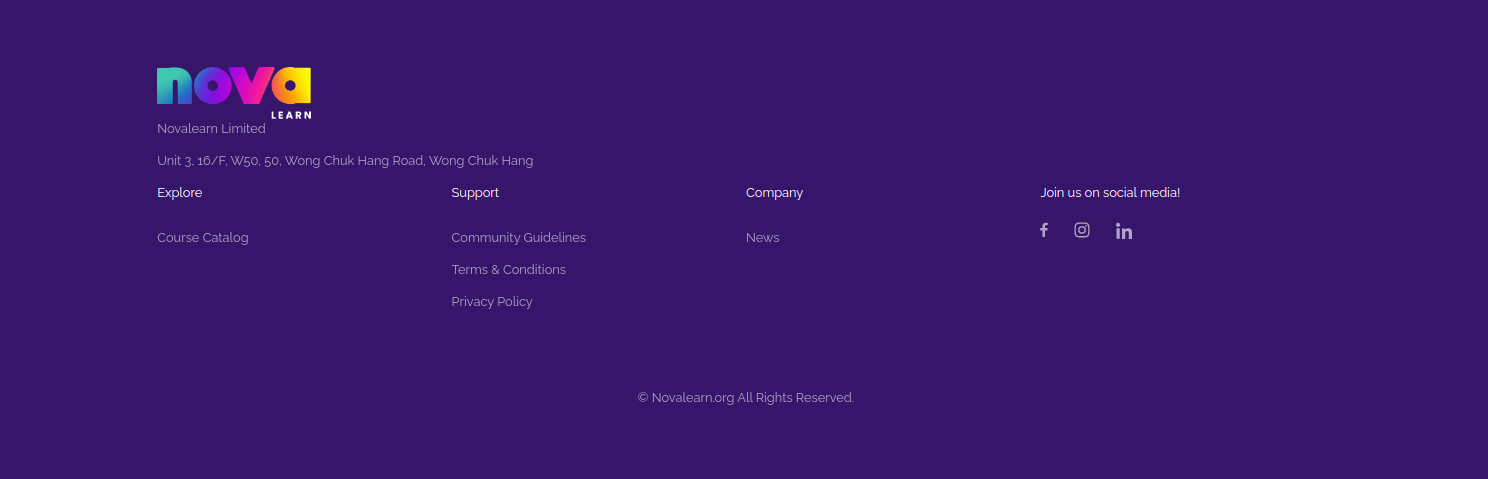 nova
LEARN
Novalearn Limited
Unit 3, 16/F, W50, 50, Wong Chuk Hang Road, Wong Chuk Hang
Explore
Course Catalog
Support
Community Guidelines
Terms & Conditions
Privacy Policy
Company
News
Join us on social media!
© Novalearn.org All Rights Reserved.